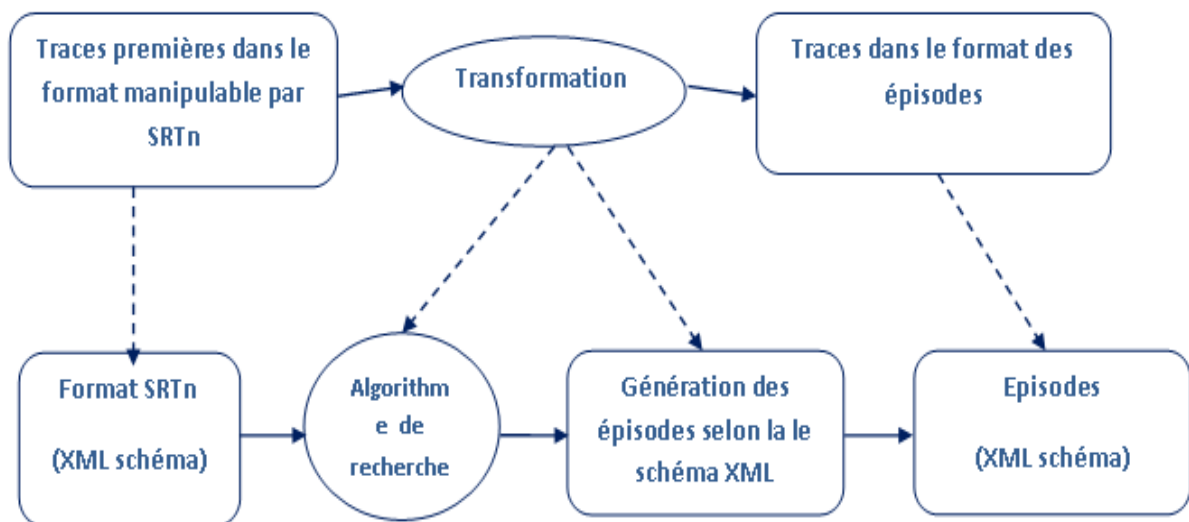 Traces premières dans le
format manipulable par
SRTn
Transformation
Traces dans le format des
épisodes
Format SRTn
(XML schéma)
Algorithm
e de
recherche
Génération des
épisodes selon la le
schéma XML
Episodes
(XML schéma)